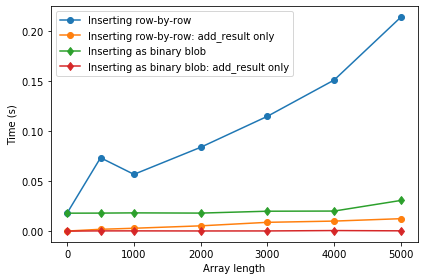 Inserting row-by-row
Inserting row-by-row: add_result only
Inserting as binary blob
Inserting as binary blob: add_result only
0.20
0.15
0.10
0.05
0.00
Time (s)
0 1000 2000 3000 4000 5000
Array length